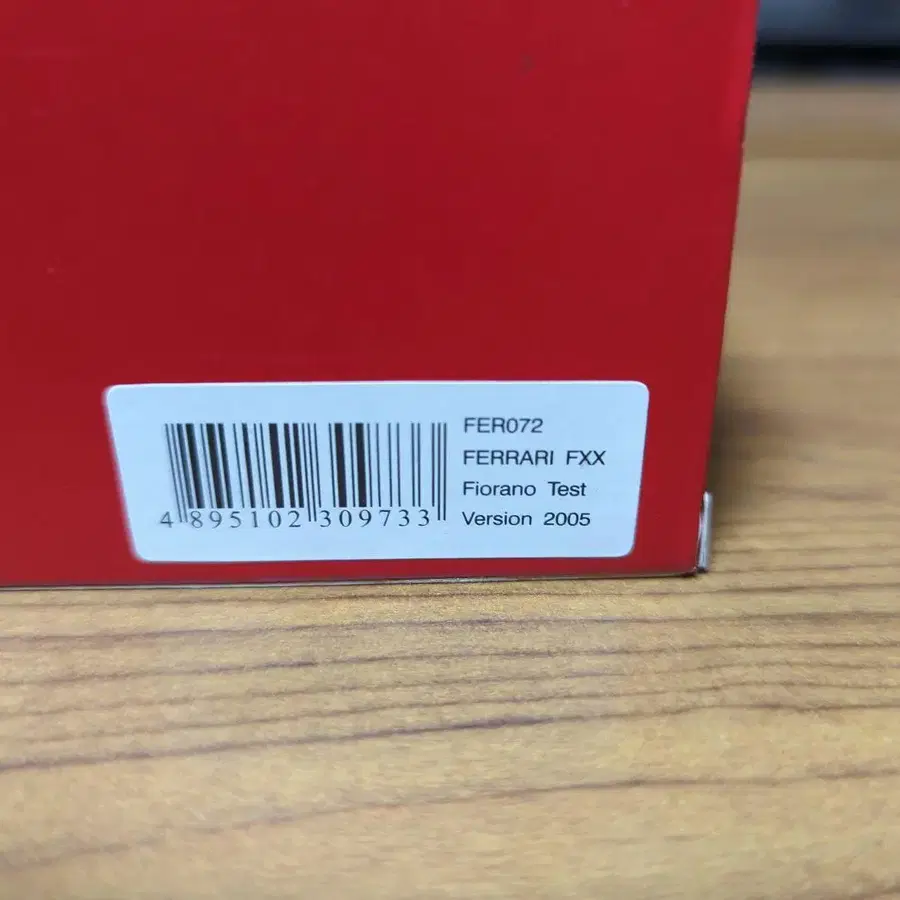 FER072
FERRARI FXX
Fiorano Test
Version 2005
4 895102 309733